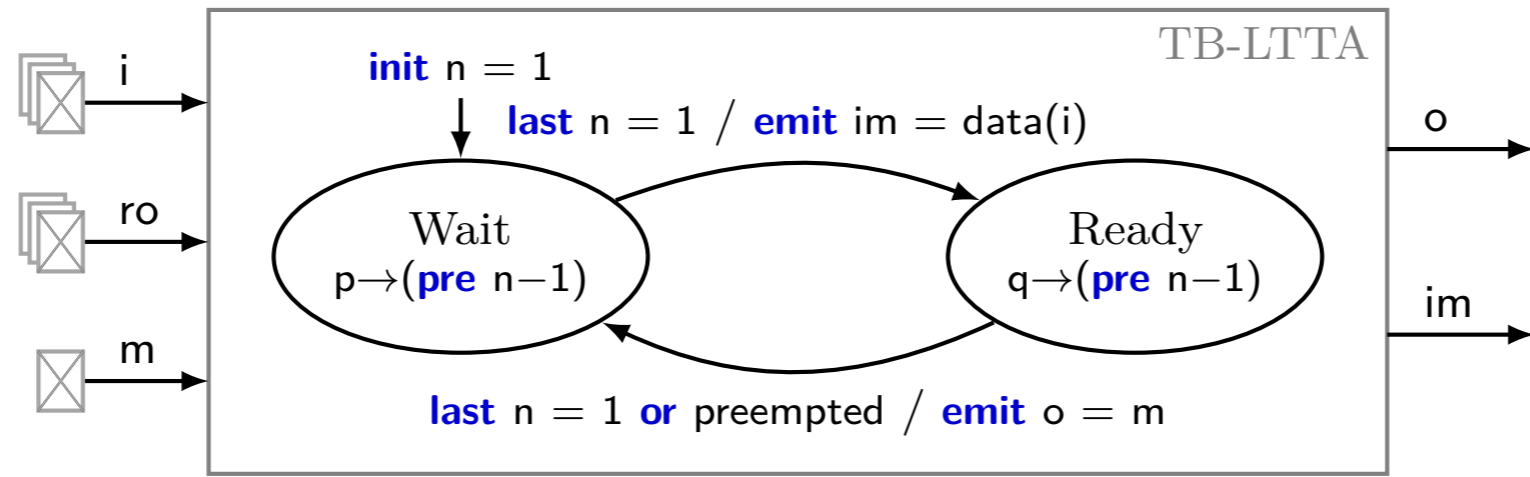 TB-LTTA
i
init n = 1
last n = 1 / emit im = data(i)
o
ro
Wait
p→(pre n−1)
Ready
q→(pre n−1)
im
m
last n = 1 or preempted / emit o = m